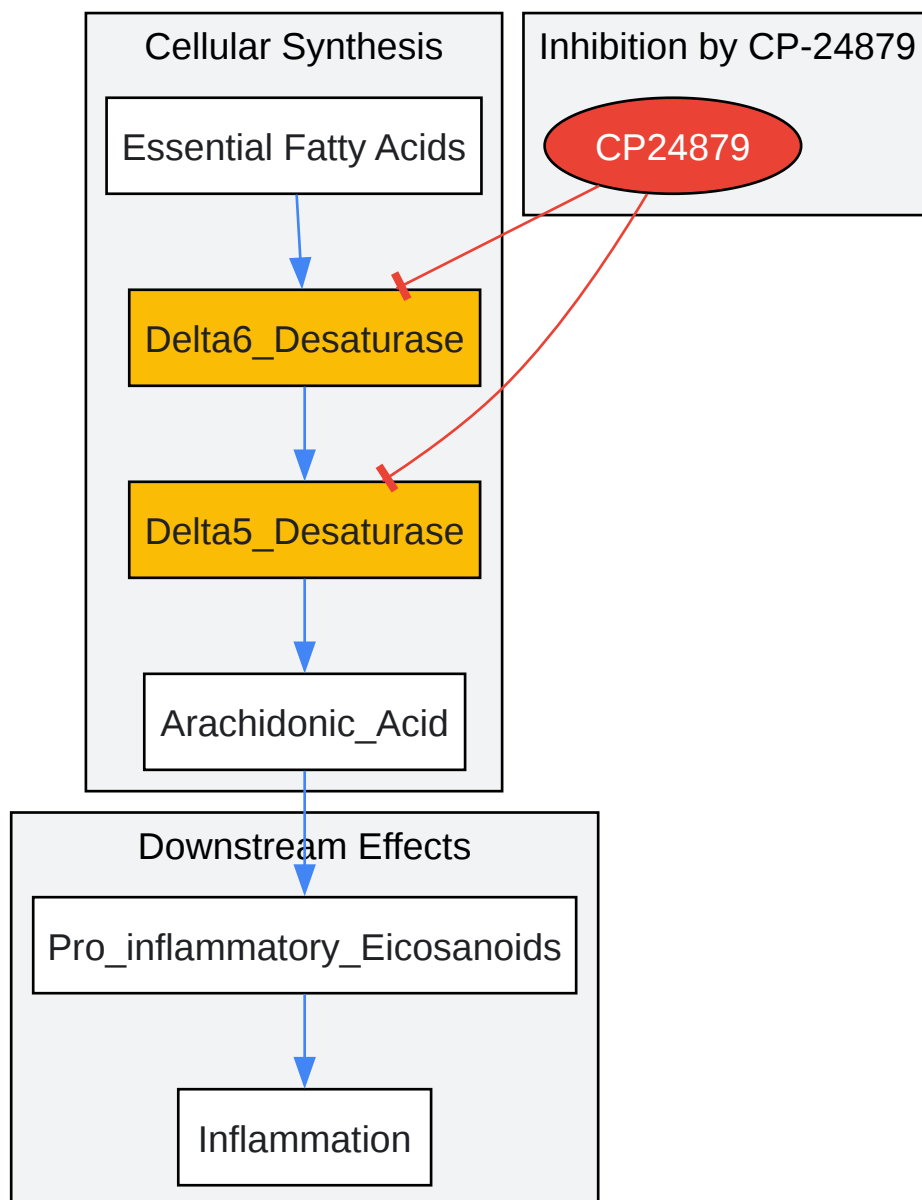 Cellular Synthesis
Inhibition by CP-24879
Essential Fatty Acids
CP24879
Delta6_Desaturase
Delta5_Desaturase
Arachidonic_Acid
Downstream Effects
Pro_inflammatory_Eicosanoids
Inflammation